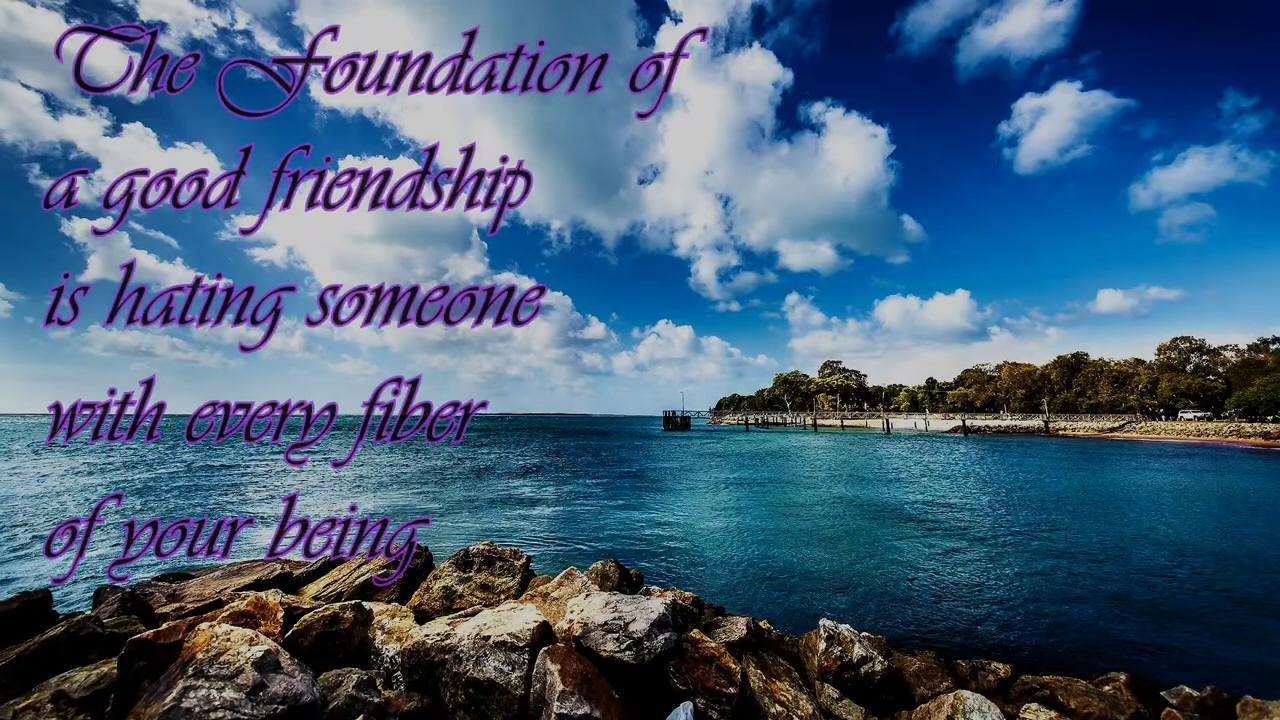 The Foundation of
a good friendship
is hating someone
with every fiber
of your being